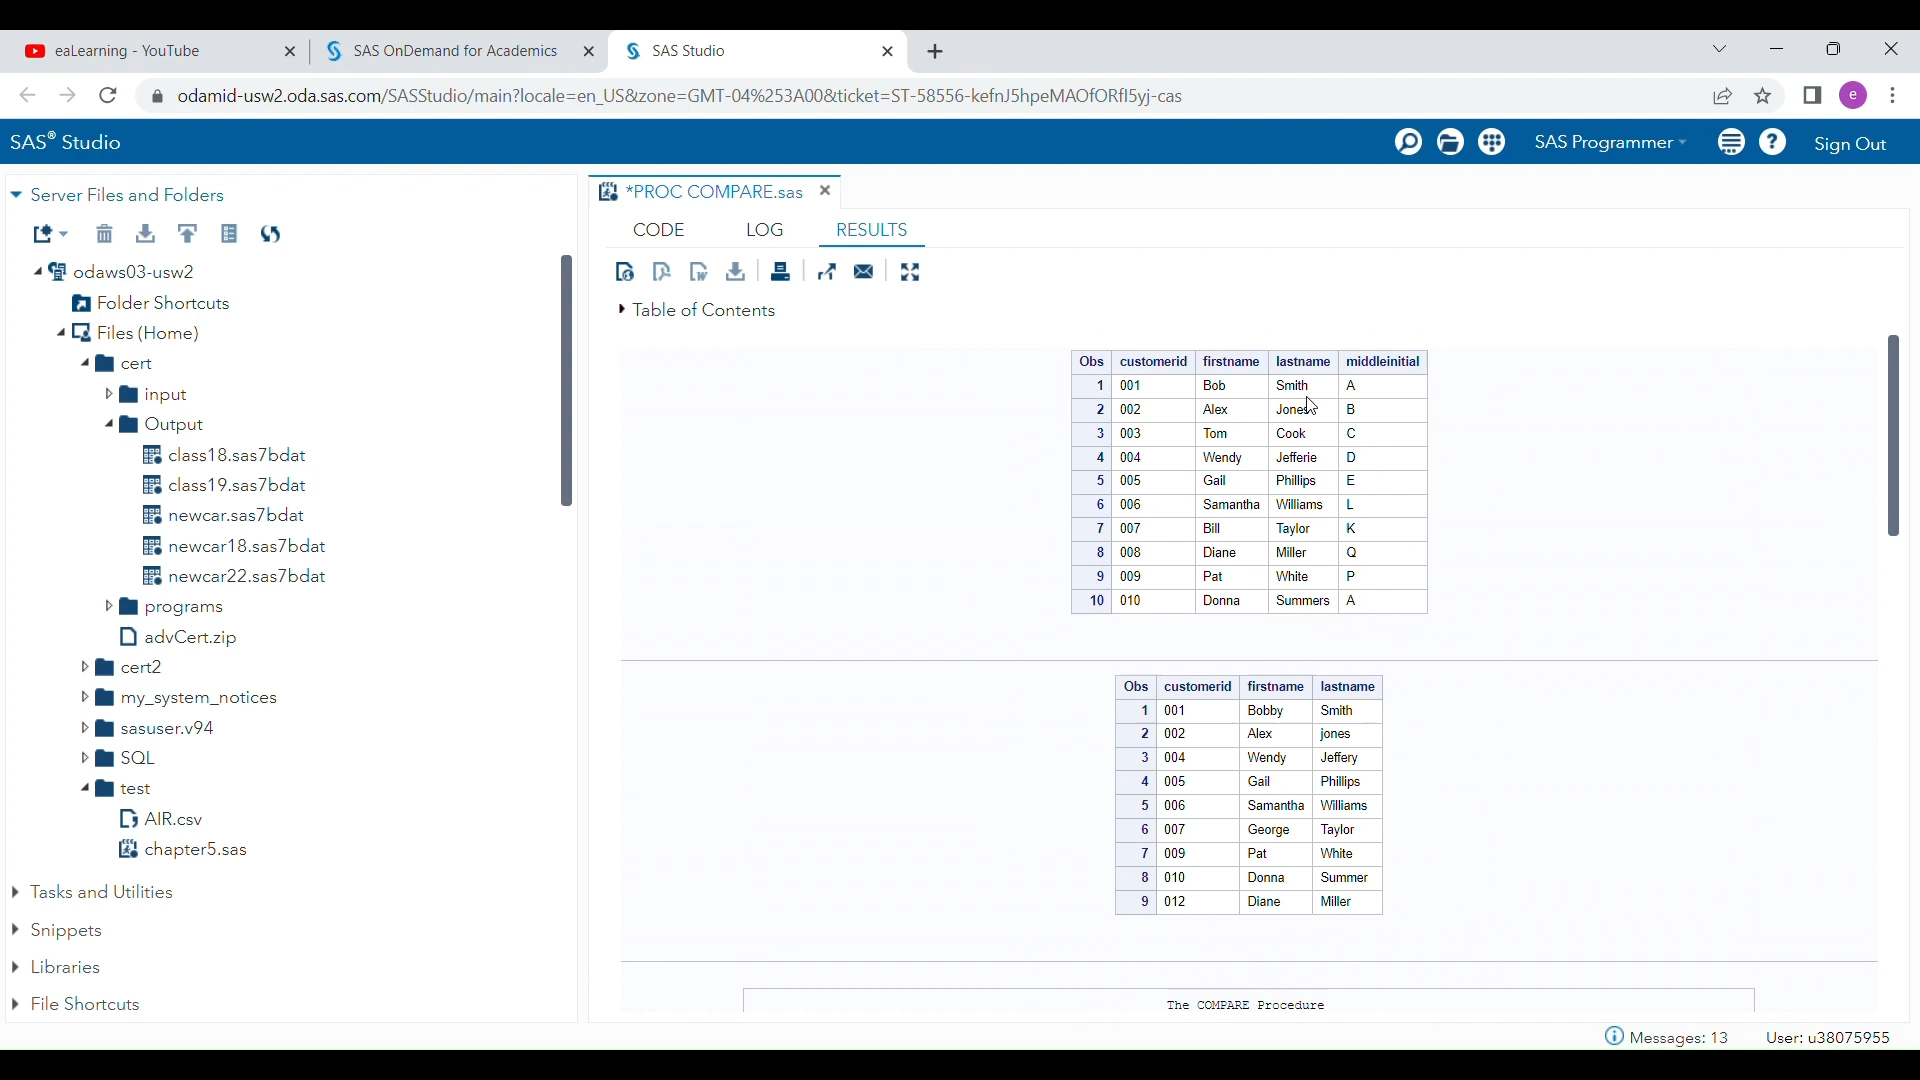 ealearning - YouTube
SAS OnDemand for Academics
SAS Studio
odamid-usw2.oda.sas.com/SASStudio/main?locale=en_US&zone=GMT-04%253A00&ticket=ST-58556-kefnJ5hpeMAOfORfI5yj-cas
e
SAS® Studio
SAS Programmer
Sign Out
Server Files and Folders
odaws03-usw2
Folder Shortcuts
Files (Home)
cert
input
Output
class18.sas7bdat
class19.sas7bdat
newcar.sas7bdat
newcar18.sas7bdat
newcar22.sas7bdat
programs
advCert.zip
cert2
my_system_notices
sasuser.v94
SQL
test
AIR.csv
chapter5.sas
Tasks and Utilities
Snippets
Libraries
File Shortcuts
*PROC COMPARE.sas
CODE LOG RESULTS
Table of Contents
Obs customerid firstname lastname middleinitial
1 001 Bob Smith A
2 002 Alex Jones B
3 003 Tom Cook C
4 004 Wendy Jefferie D
5 005 Gail Phillips E
6 006 Samantha Williams L
7 007 Bill Taylor K
8 008 Diane Miller Q
9 009 Pat White P
10 010 Donna Summers A
Obs customerid firstname lastname
1 001 Bobby Smith
2 002 Alex jones
3 004 Wendy Jeffery
4 005 Gail Phillips
5 006 Samantha Williams
6 007 George Taylor
7 009 Pat White
8 010 Donna Summer
9 012 Diane Miller
The COMPARE Procedure
Messages: 13
User: u38075955